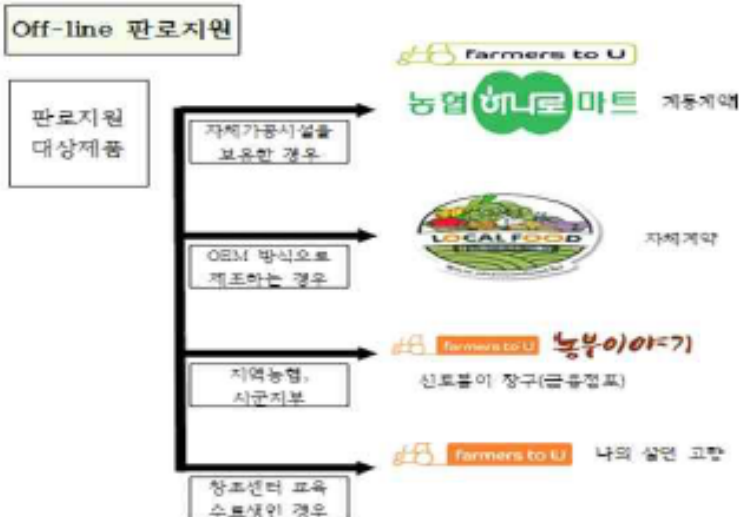 Off-line 판로지원
farmers to U
판로지원
대상제품
농협 하나로 마트 계통계약
자체가공시설을
보유한 경우
LOCAL FOOD
자체계약
OEM 방식으로
제조하는 경우
farmers to U 농부이야기
신토불이 창구(금융점포)
지역농협,
시군지부
farmers to U 나의 살던 고향
창조센터 교육
수료생인 경우